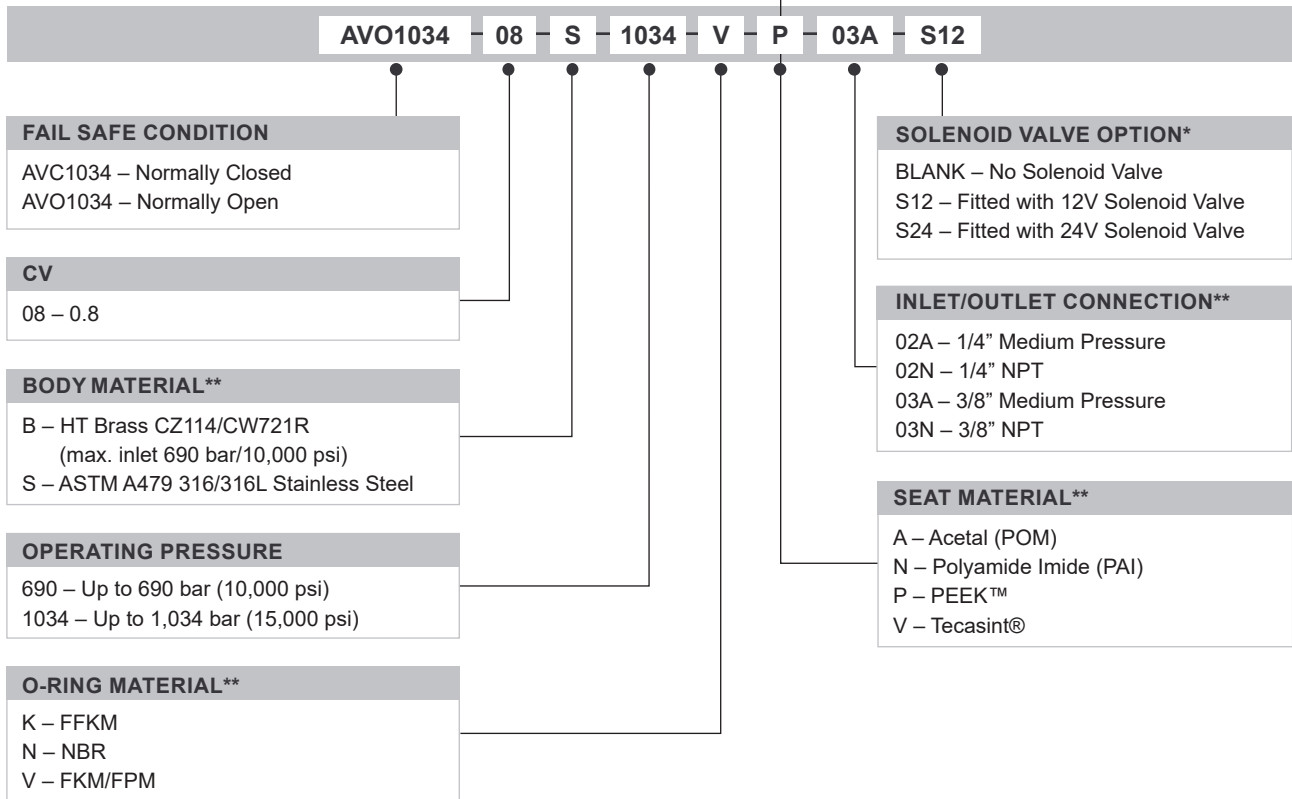 AVO1034 08 S 1034 V P 03A S12
FAIL SAFE CONDITION
AVC1034 – Normally Closed
AVO1034 – Normally Open
CV
08 – 0.8
BODY MATERIAL**
B – HT Brass CZ114/CW721R
(max. inlet 690 bar/10,000 psi)
S – ASTM A479 316/316L Stainless Steel
OPERATING PRESSURE
690 – Up to 690 bar (10,000 psi)
1034 – Up to 1,034 bar (15,000 psi)
O-RING MATERIAL**
K – FFKM
N – NBR
V – FKM/FPM
SOLENOID VALVE OPTION*
BLANK – No Solenoid Valve
S12 – Fitted with 12V Solenoid Valve
S24 – Fitted with 24V Solenoid Valve
INLET/OUTLET CONNECTION**
02A – 1/4” Medium Pressure
02N – 1/4” NPT
03A – 3/8” Medium Pressure
03N – 3/8” NPT
SEAT MATERIAL**
A – Acetal (POM)
N – Polyamide Imide (PAI)
P – PEEK™
V – Tecasint®